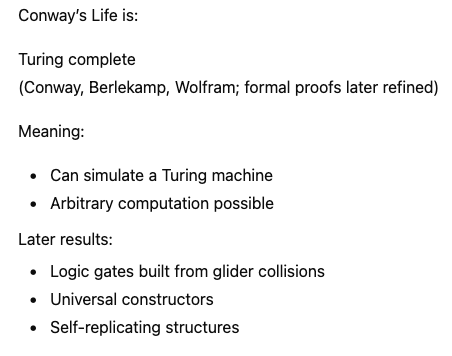 Conway’s Life is:
Turing complete
(Conway, Berlekamp, Wolfram; formal proofs later refined)
Meaning:
• Can simulate a Turing machine
• Arbitrary computation possible
Later results:
• Logic gates built from glider collisions
• Universal constructors
• Self-replicating structures